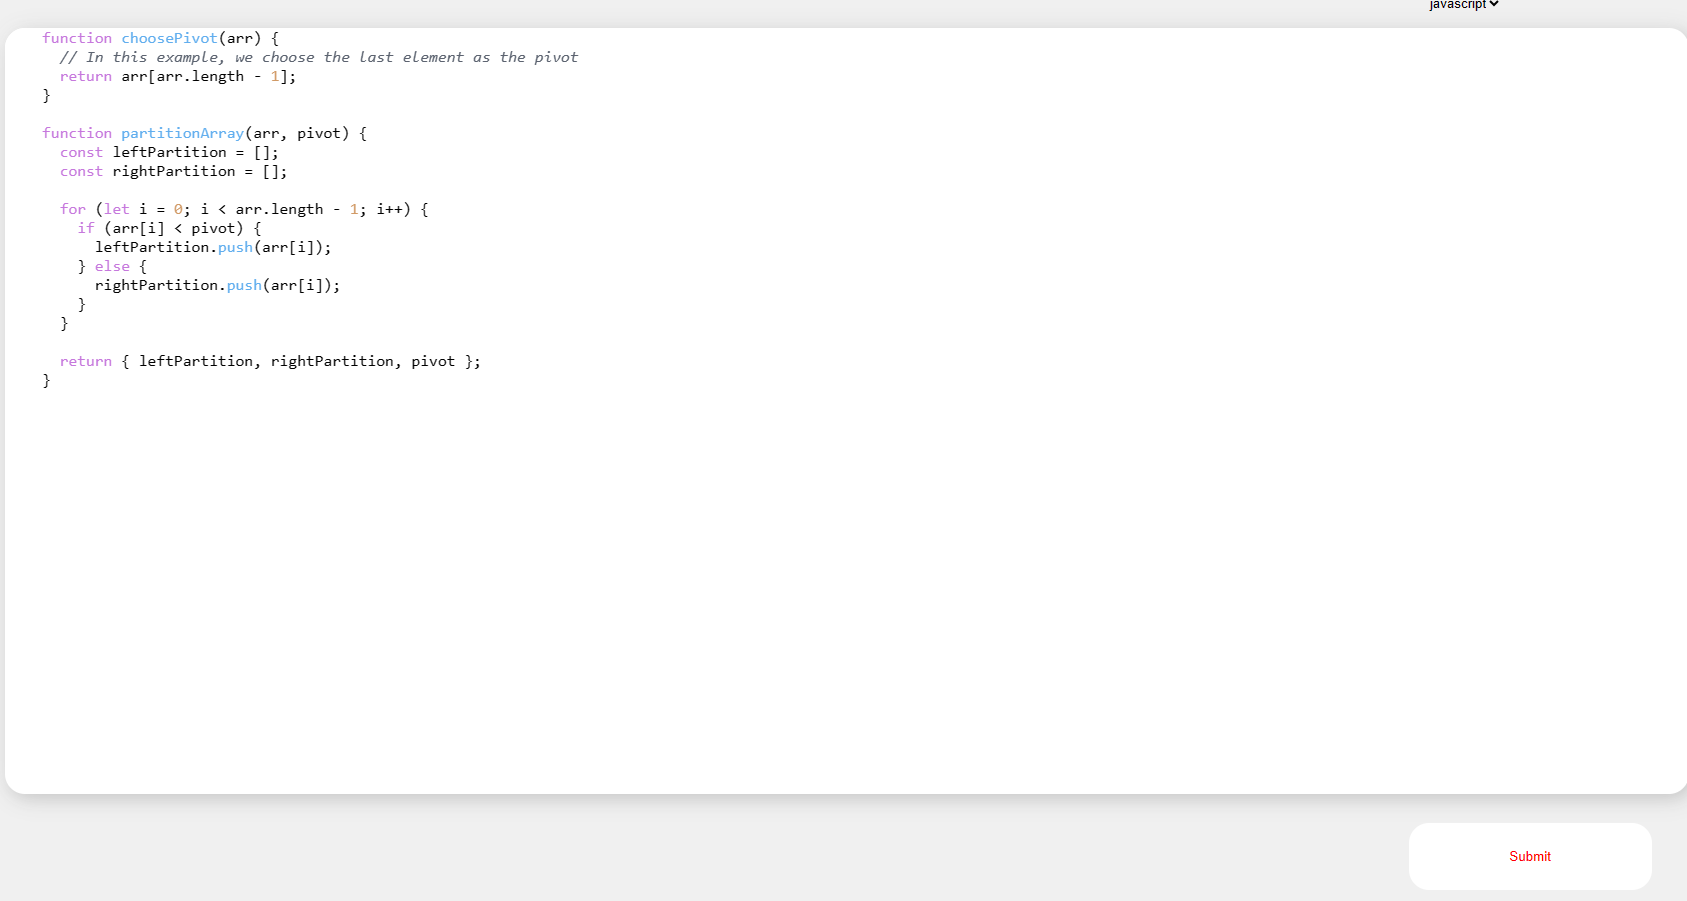 javascript
function choosePivot(arr) {
  // In this example, we choose the last element as the pivot
  return arr[arr.length - 1];
}

function partitionArray(arr, pivot) {
  const leftPartition = [];
  const rightPartition = [];

  for (let i = 0; i < arr.length - 1; i++) {
    if (arr[i] < pivot) {
      leftPartition.push(arr[i]);
    } else {
      rightPartition.push(arr[i]);
    }
  }

  return { leftPartition, rightPartition, pivot };
}
Submit